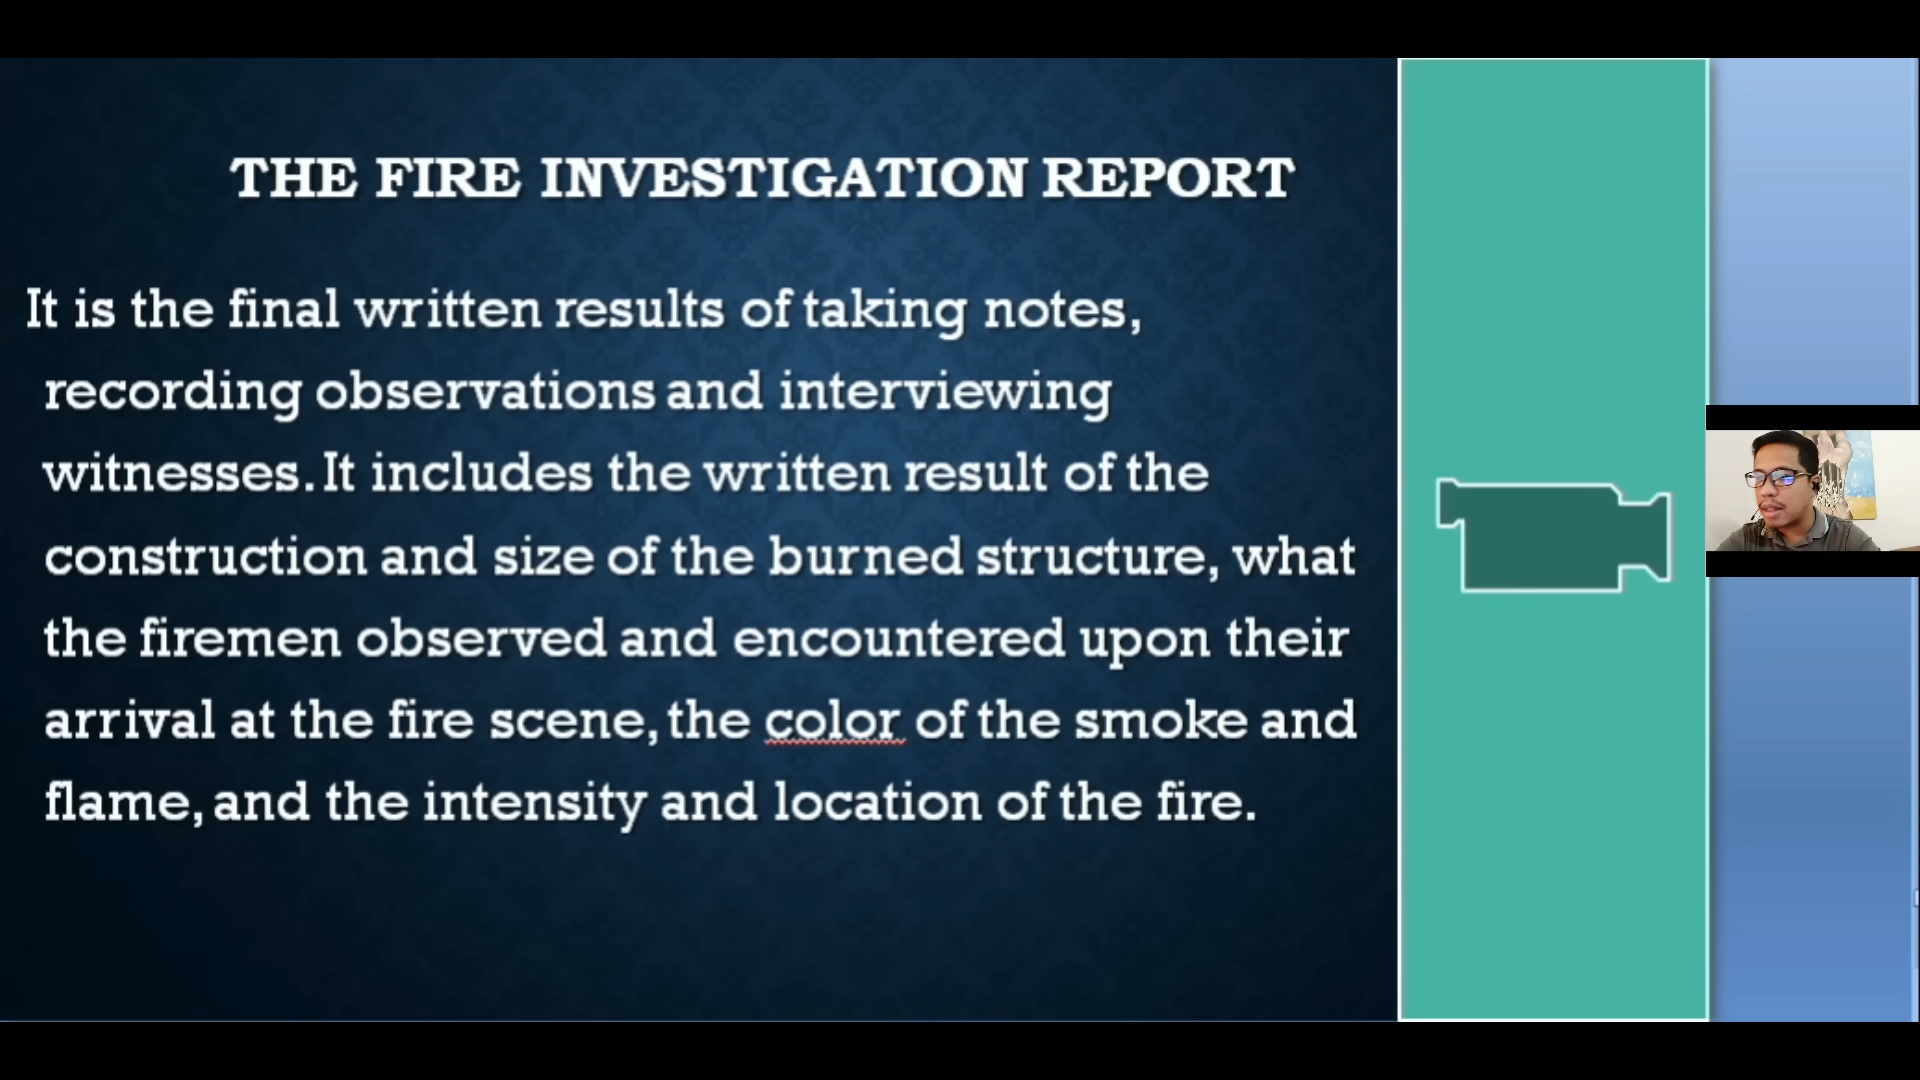 THE FIRE INVESTIGATION REPORT
It is the final written results of taking notes,
recording observations and interviewing
witnesses. It includes the written result of the
construction and size of the burned structure, what
the firemen observed and encountered upon their
arrival at the fire scene, the color of the smoke and
flame, and the intensity and location of the fire.